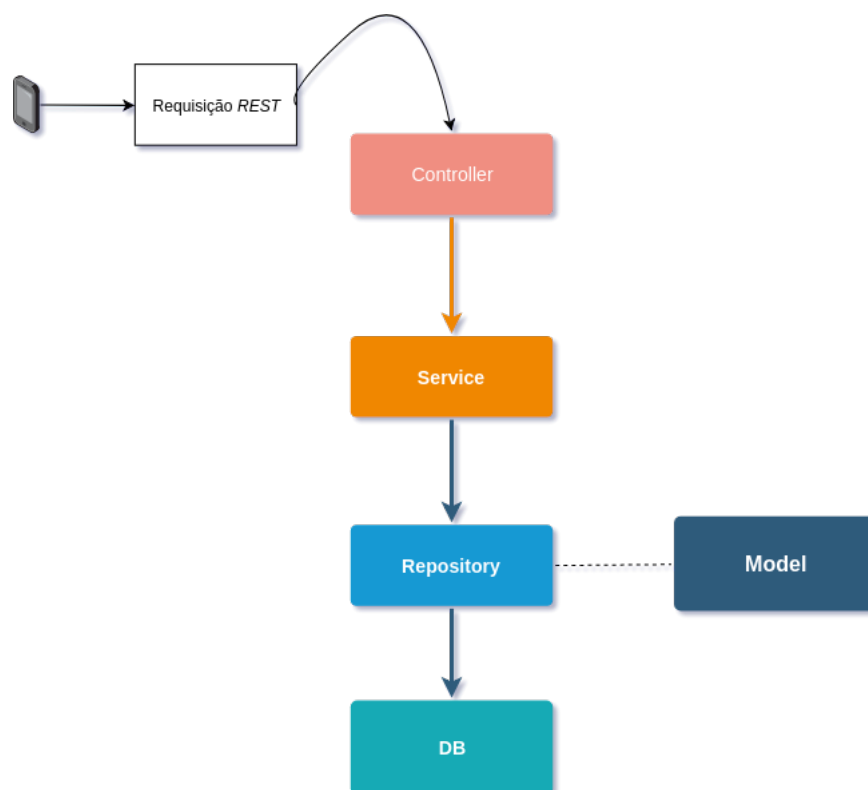 Requisição REST
Controller
Service
Repository
Model
DB